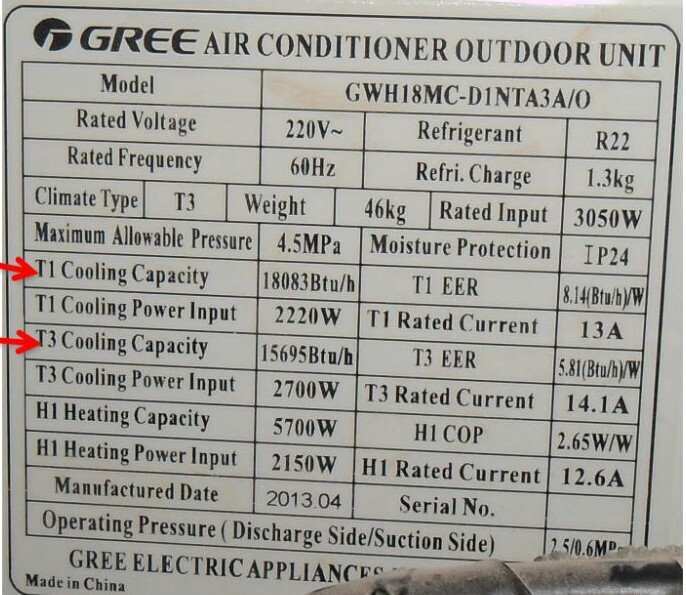 GREE AIR CONDITIONER OUTDOOR UNIT
Model GWH18MC-D1NTA3A/O
Rated Voltage 220V~ Refrigerant R22
Rated Frequency 60Hz Refri. Charge 1.3kg
Climate Type T3 Weight 46kg Rated Input 3050W
Maximum Allowable Pressure 4.5MPa Moisture Protection IP24
T1 Cooling Capacity 18083Btu/h T1 EER 8.14(Btu/h)/W
T1 Cooling Power Input 2220W T1 Rated Current 13A
T3 Cooling Capacity 15695Btu/h T3 EER 5.81(Btu/h)/W
T3 Cooling Power Input 2700W T3 Rated Current 14.1A
H1 Heating Capacity 5700W H1 COP 2.65W/W
H1 Heating Power Input 2150W H1 Rated Current 12.6A
Manufactured Date 2013.04 Serial No.
Operating Pressure ( Discharge Side/Suction Side) 2.5/0.6MP
GREE ELECTRIC APPLIANCES
Made in China